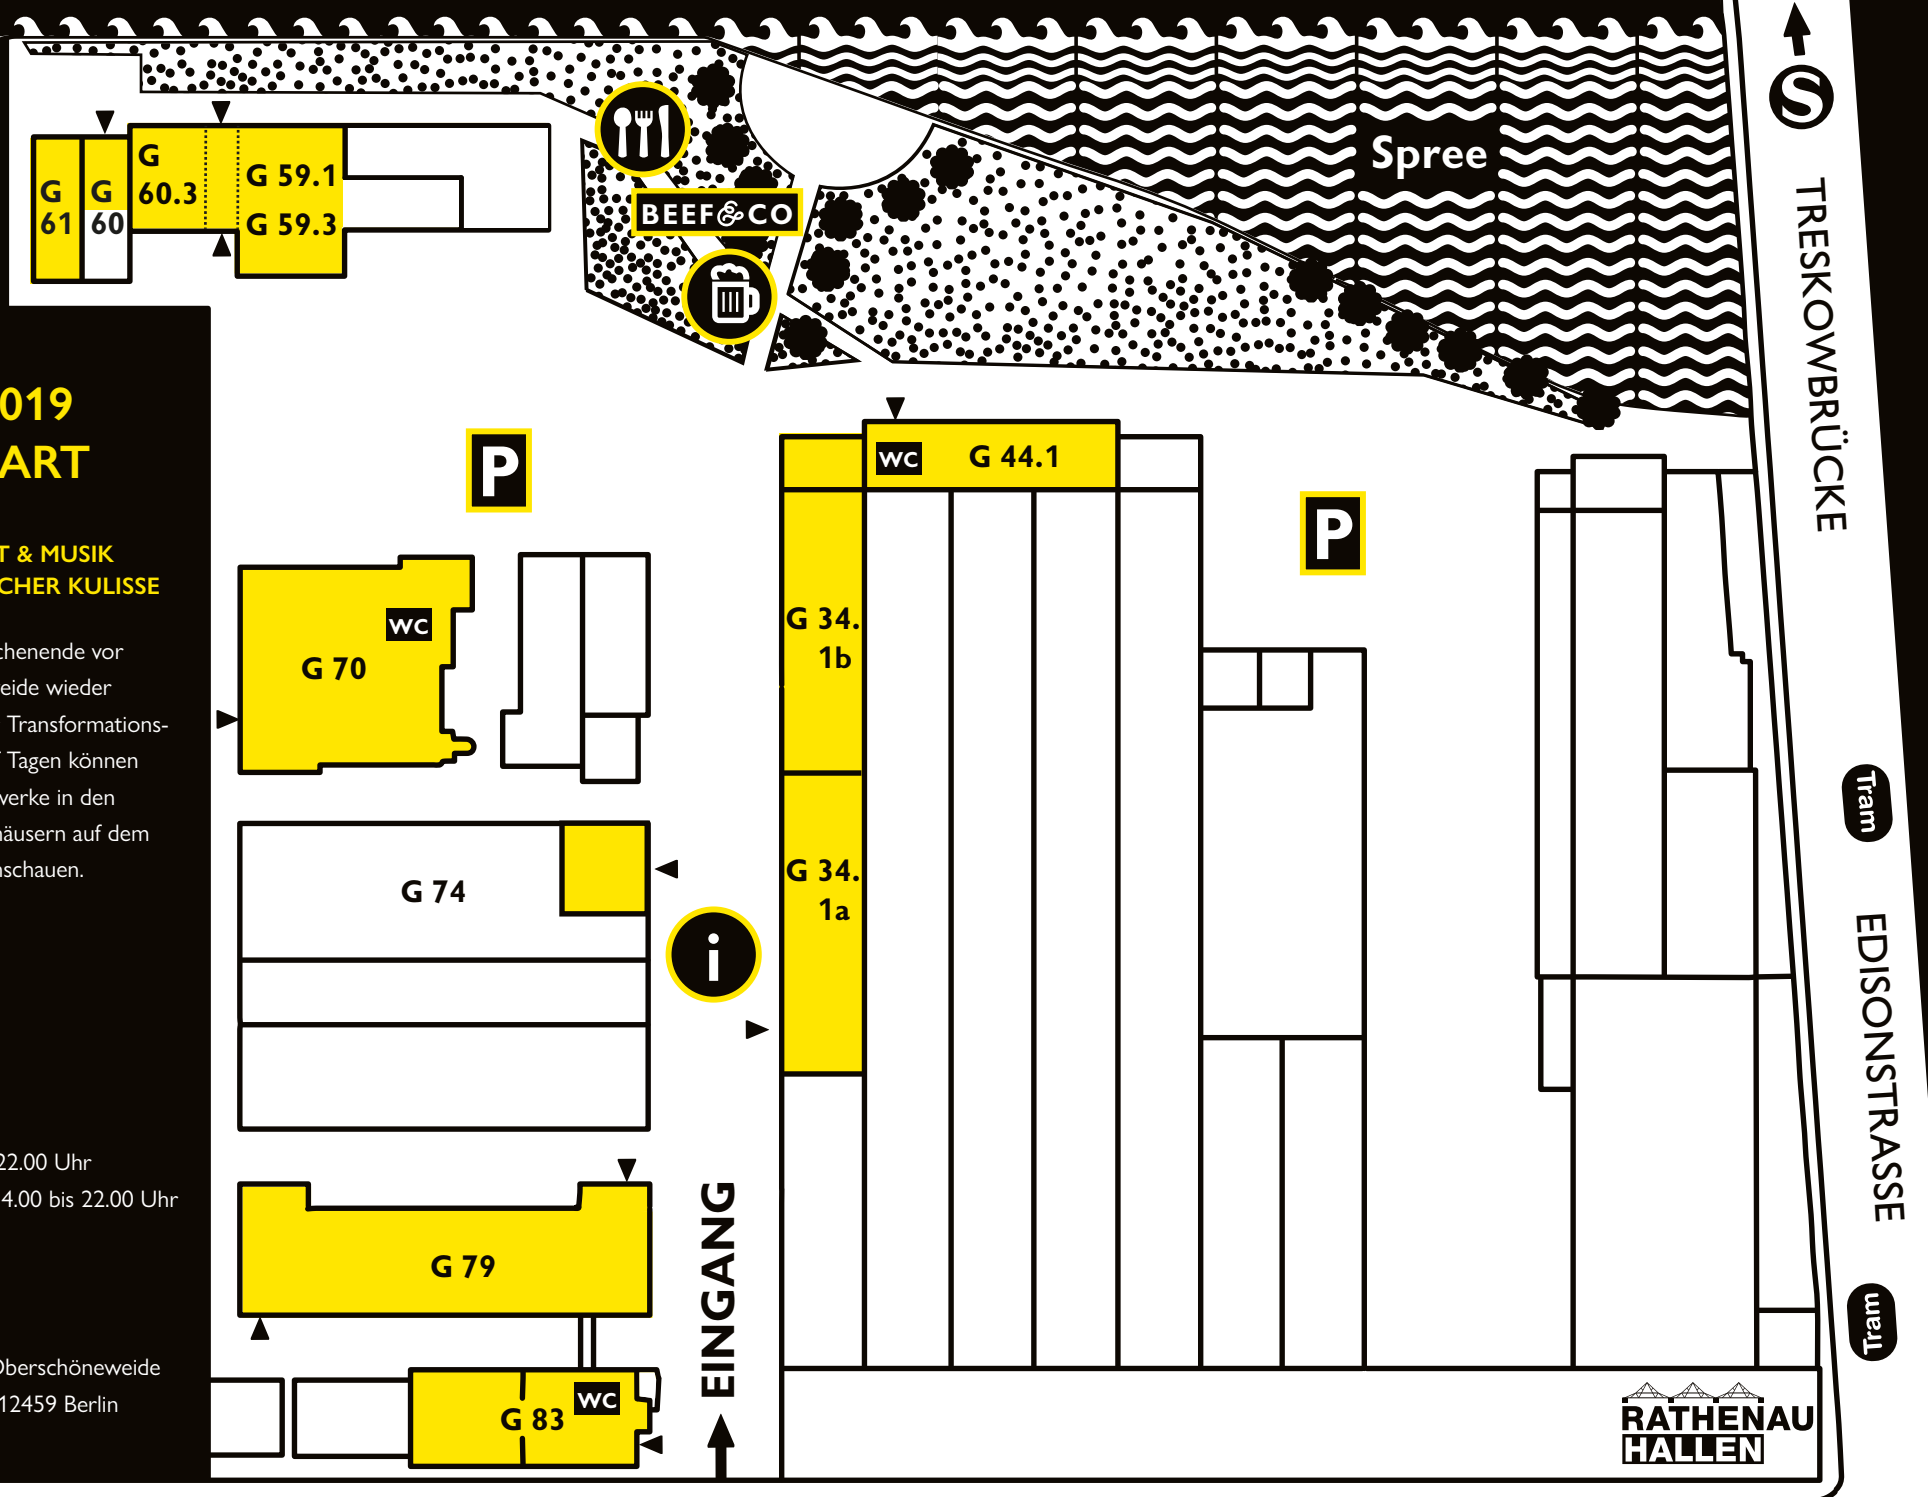 019
ART
T & MUSIK
CHER KULISSE
chenende vor
eide wieder
Transformations-
Tagen können
werke in den
häusern auf dem
nschauen.
22.00 Uhr
4.00 bis 22.00 Uhr
Oberschöneweide
12459 Berlin
G
61
G
60
G
60.3
G 59.1
G 59.3
BEEF & CO
Spree
S
TRESKOWBRÜCKE
P
WC
G 44.1
P
G 34.
1b
WC
G 70
G 34.
1a
G 74
i
Tram
EDISONSTRASSE
G 79
EINGANG
Tram
WC
G 83
RATHENAU
HALLEN